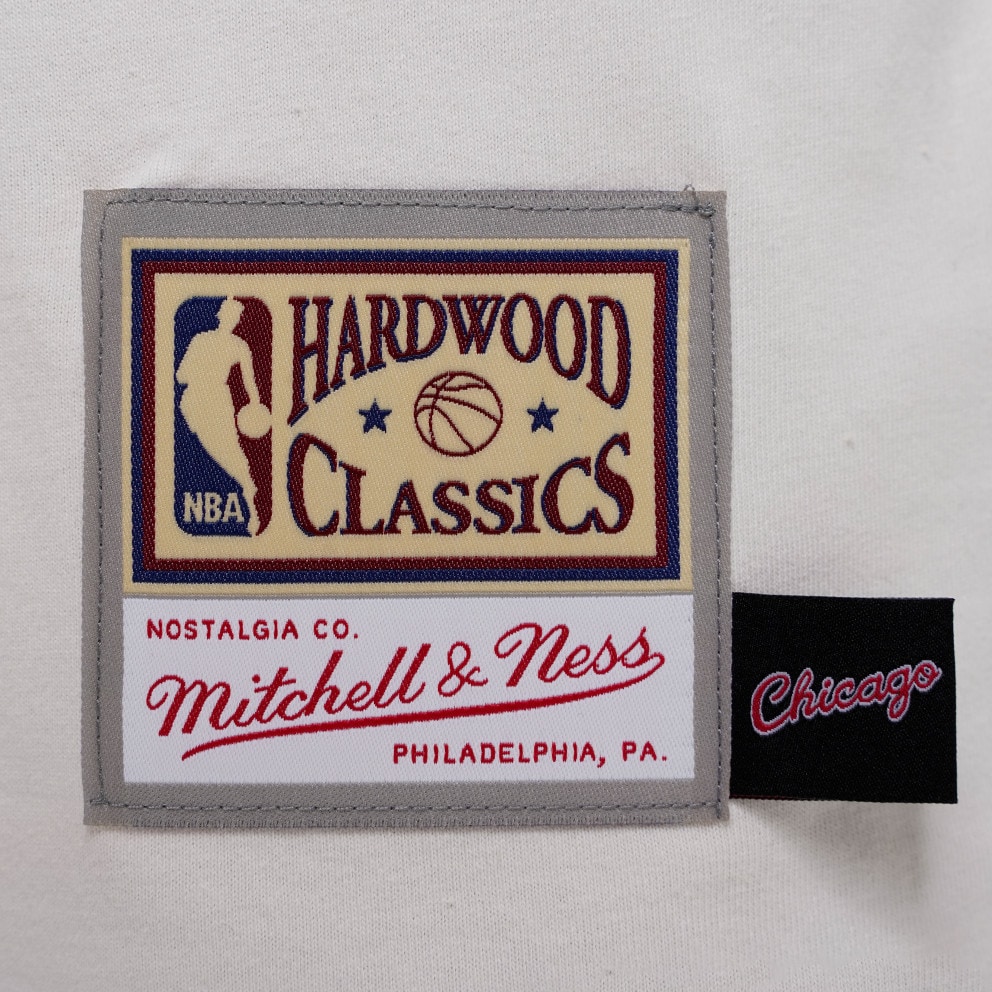 HARDWOOD
CLASSICS
NBA
NOSTALGIA CO.
Mitchell & Ness
PHILADELPHIA, PA.
Chicago